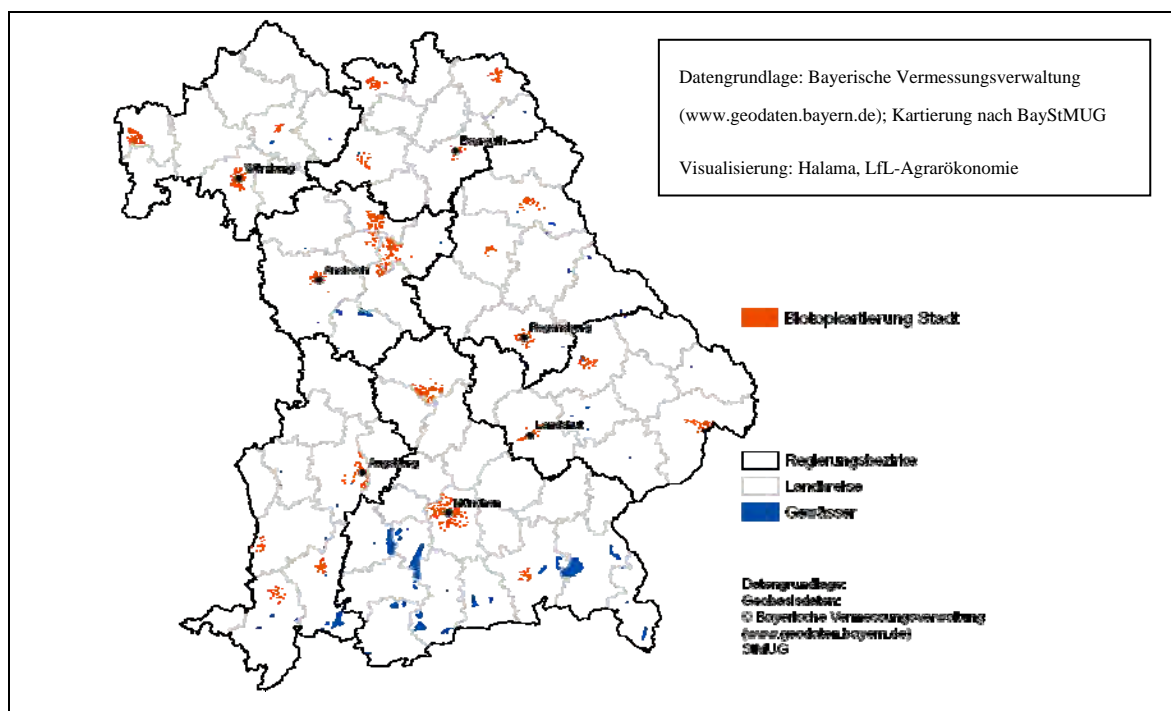 Datengrundlage: Bayerische Vermessungsverwaltung
(www.geodaten.bayern.de); Kartierung nach BayStMUG
Visualisierung: Halama, LfL-Agrarökonomie
Bayreuth
Würzburg
Ansbach
Regensburg
Landshut
Augsburg
München
Biotopkartierung Stadt
Regierungsbezirke
Landkreise
Gewässer
Datengrundlage:
Geobasisdaten:
© Bayerische Vermessungsverwaltung
(www.geodaten.bayern.de)
StMUG